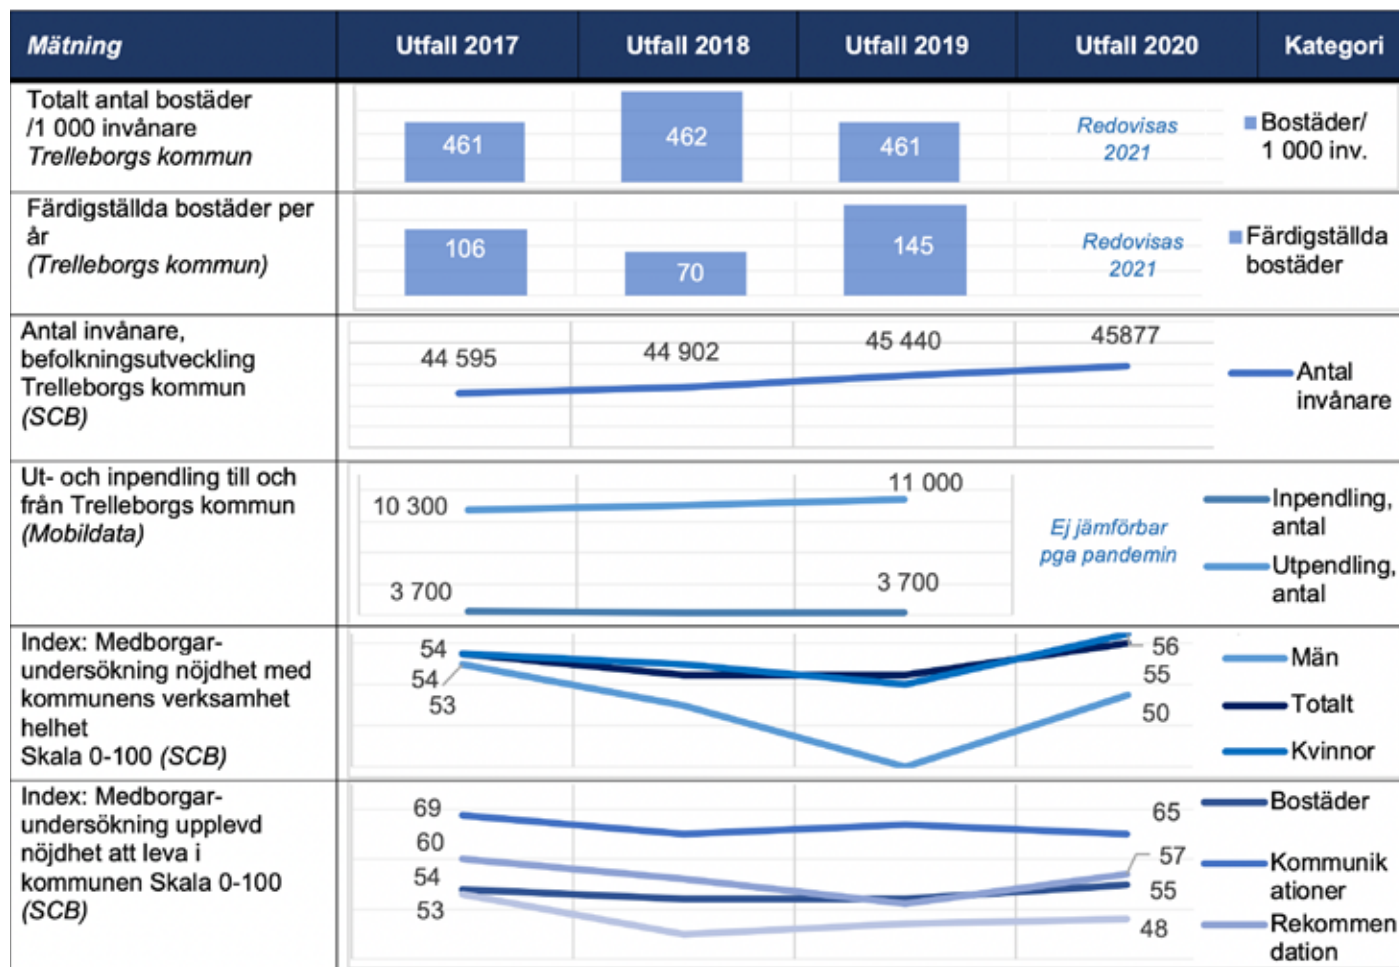 Mätning
Utfall 2017
Utfall 2018
Utfall 2019
Utfall 2020
Kategori
Totalt antal bostäder
/1 000 invånare
Trelleborgs kommun
461
462
461
Redovisas
2021
Bostäder/
1 000 inv.
Färdigställda bostäder per
år
(Trelleborgs kommun)
106
70
145
Redovisas
2021
Färdigställda
bostäder
Antal invånare,
befolkningsutveckling
Trelleborgs kommun
(SCB)
44 595
44 902
45 440
45877
Antal
invånare
Ut- och inpendling till och
från Trelleborgs kommun
(Mobildata)
10 300
11 000
3 700
3 700
Ej jämförbar
pga pandemin
Inpendling,
antal
Utpendling,
antal
Index: Medborgar-
undersökning nöjdhet med
kommunens verksamhet
helhet
Skala 0-100 (SCB)
54
54
53
56
55
50
Män
Totalt
Kvinnor
Index: Medborgar-
undersökning upplevd
nöjdhet att leva i
kommunen Skala 0-100
(SCB)
69
60
54
53
65
57
55
48
Bostäder
Kommunik
ationer
Rekommen
dation